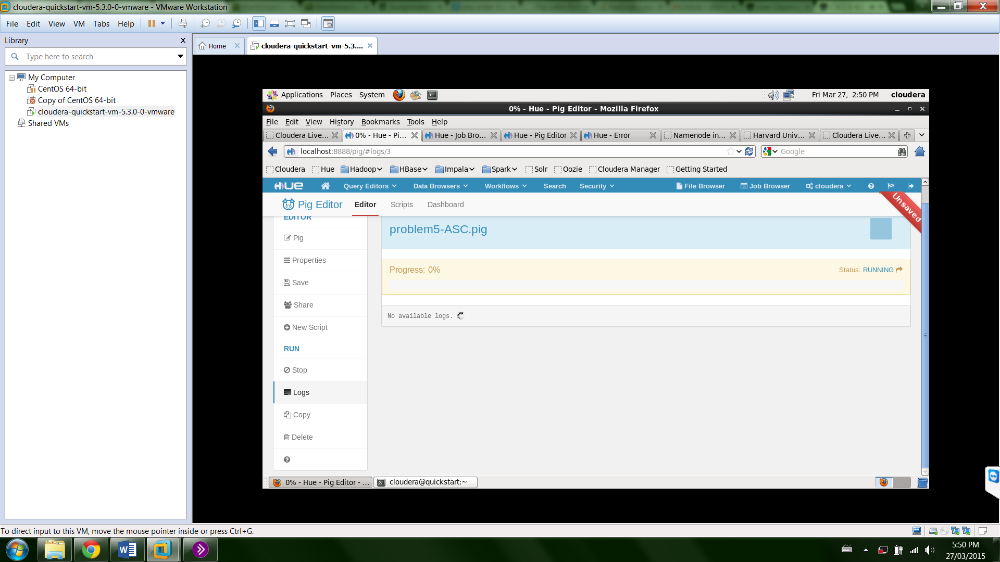 cloudera-quickstart-vm-5.3.0-0-vmware - VMware Workstation
File Edit View VM Tabs Help
Library
Type here to search
My Computer
CentOS 64-bit
Copy of CentOS 64-bit
cloudera-quickstart-vm-5.3.0-0-vmware
Shared VMs
Home
cloudera-quickstart-vm-5.3....
Applications Places System
Fri Mar 27, 2:50 PM cloudera
0% - Hue - Pig Editor - Mozilla Firefox
File Edit View History Bookmarks Tools Help
Cloudera Live... 0% - Hue - Pi... Hue - Job Bro... Hue - Pig Editor Hue - Error Namenode in... Harvard Univ... Cloudera Live...
localhost:8888/pig/#logs/3
Google
Cloudera Hue Hadoop HBase Impala Spark Solr Oozie Cloudera Manager Getting Started
HUE Query Editors Data Browsers Workflows Search Security File Browser Job Browser cloudera
Pig Editor Editor Scripts Dashboard
Unsaved
EDITOR
Pig
Properties
Save
Share
New Script
RUN
Stop
Logs
Copy
Delete
problem5-ASC.pig
Progress: 0%
Status: RUNNING
No available logs.
0% - Hue - Pig Editor - ...
cloudera@quickstart:~
To direct input to this VM, move the mouse pointer inside or press Ctrl+G.
5:50 PM
27/03/2015